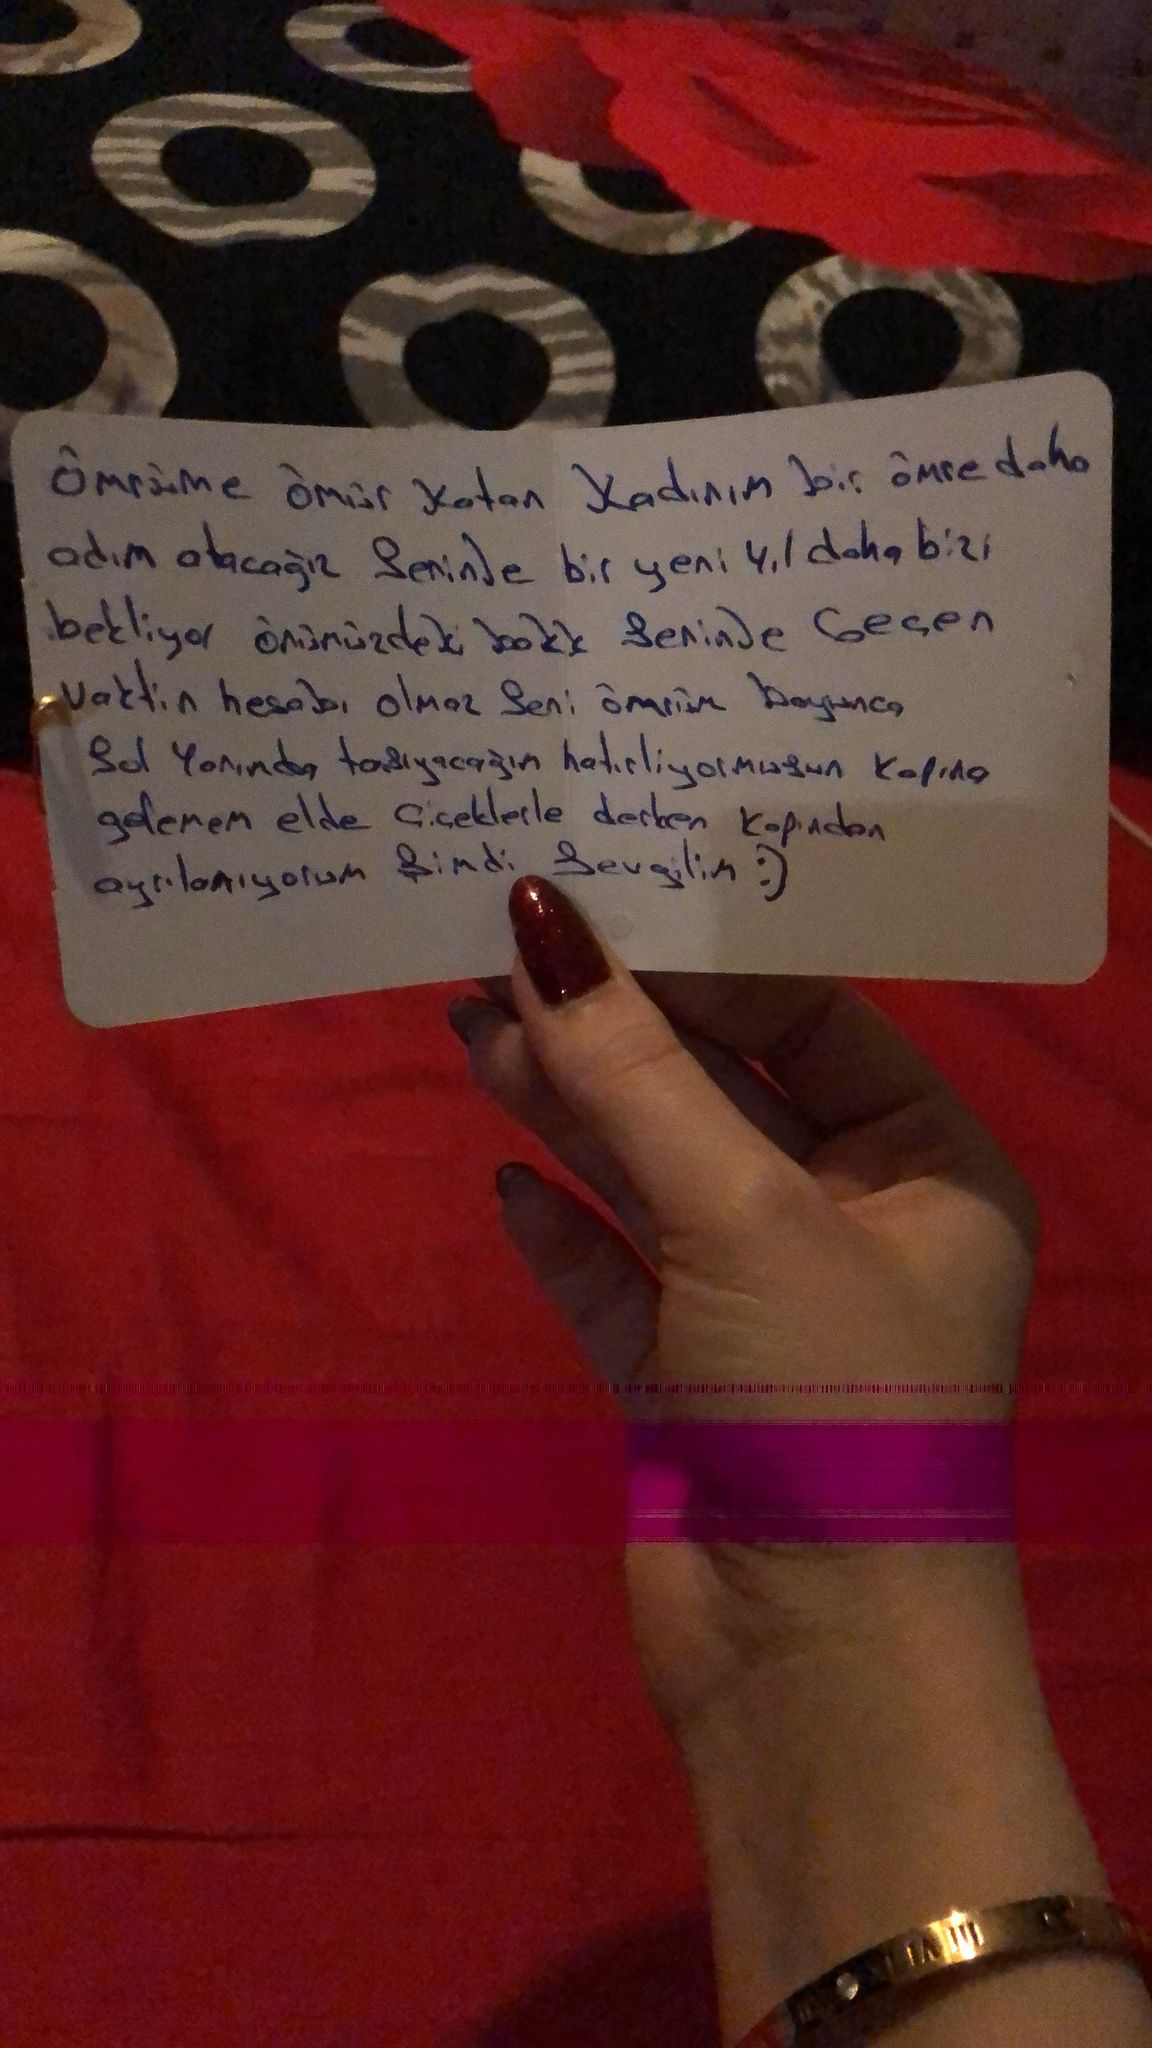 Ömrüme ömür katan kadınım bir ömre daha
adım atacağız seninle bir yeni yıl daha bizi
bekliyor önümüzdeki seninle Geçen
vaktin hesabı olmaz seni ömrüm boyunca
sol yanımda taşıyacağım hatırlıyormusun kapına
gelemem elde çiçeklerle derken kapından
ayrılamıyorum şimdi sevgilim :)